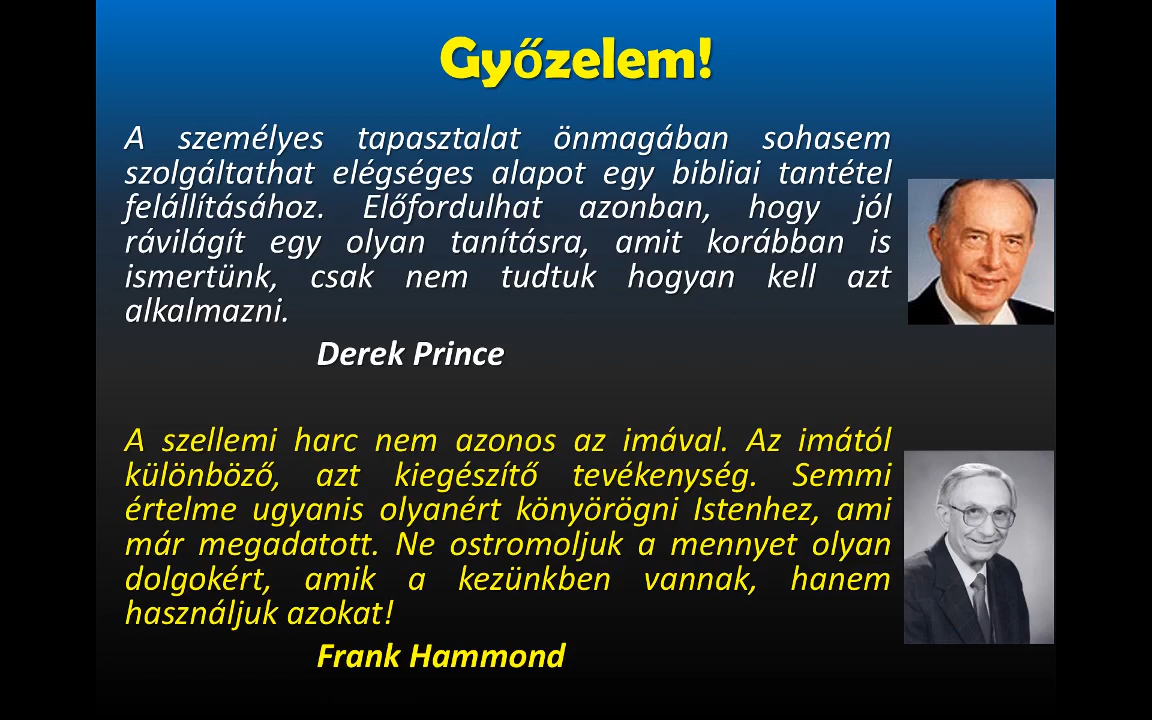 Győzelem!
A személyes tapasztalat önmagában sohasem
szolgáltathat elégséges alapot egy bibliai tantétel
felállításához. Előfordulhat azonban, hogy jól
rávilágít egy olyan tanításra, amit korábban is
ismertünk, csak nem tudtuk hogyan kell azt
alkalmazni.
Derek Prince
A szellemi harc nem azonos az imával. Az imától
különböző, azt kiegészítő tevékenység. Semmi
értelme ugyanis olyanért könyörögni Istenhez, ami
már megadatott. Ne ostromoljuk a mennyet olyan
dolgokért, amik a kezünkben vannak, hanem
használjuk azokat!
Frank Hammond